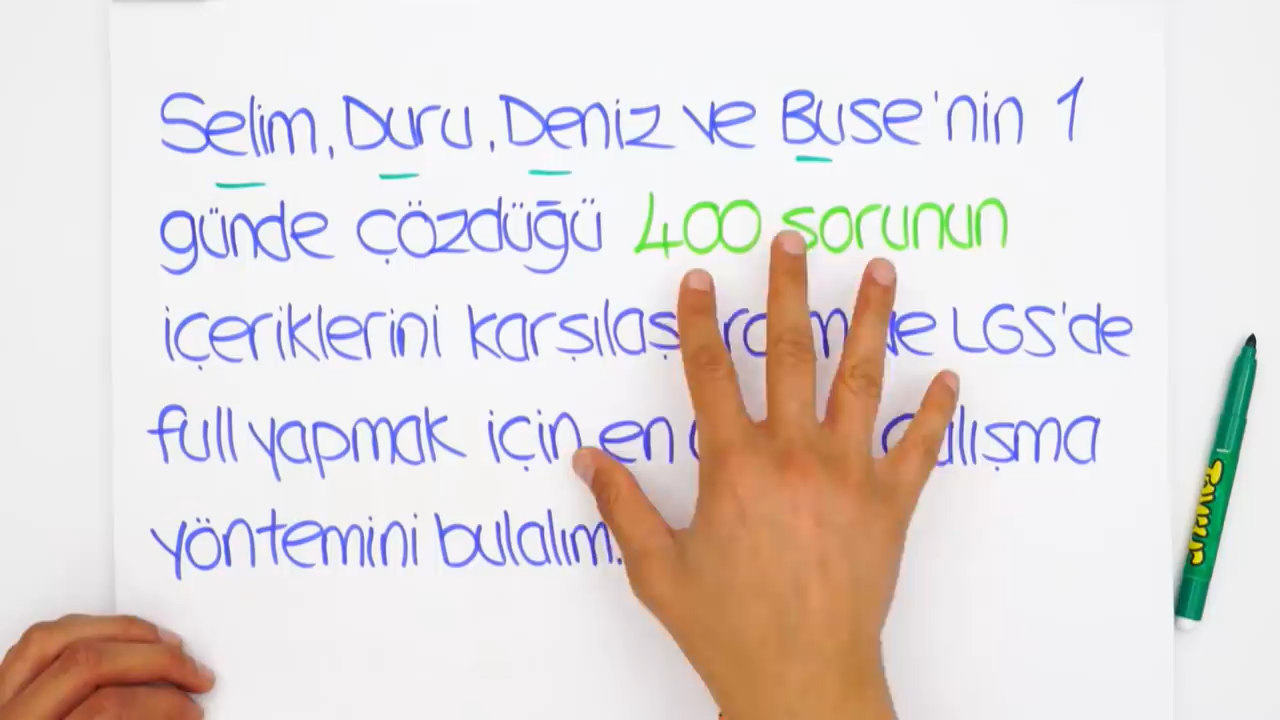 Selim, Duru, Deniz ve Buse'nin 1
günde çözdüğü 400 sorunun
içeriklerini LGS'de
full yapmak için en
yöntemini bulalım.